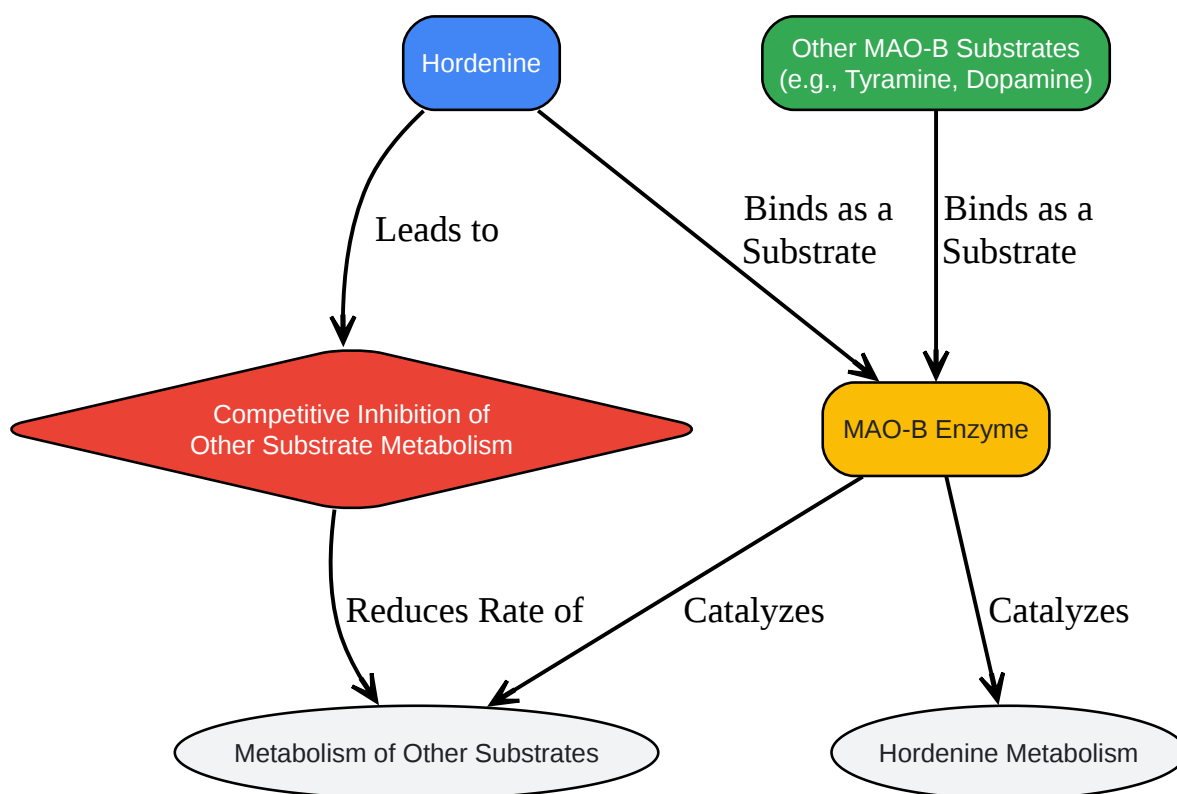 Hordenine
Other MAO-B Substrates
(e.g., Tyramine, Dopamine)
Leads to
Binds as a
Substrate
Binds as a
Substrate
Competitive Inhibition of
Other Substrate Metabolism
MAO-B Enzyme
Reduces Rate of
Catalyzes
Catalyzes
Metabolism of Other Substrates
Hordenine Metabolism